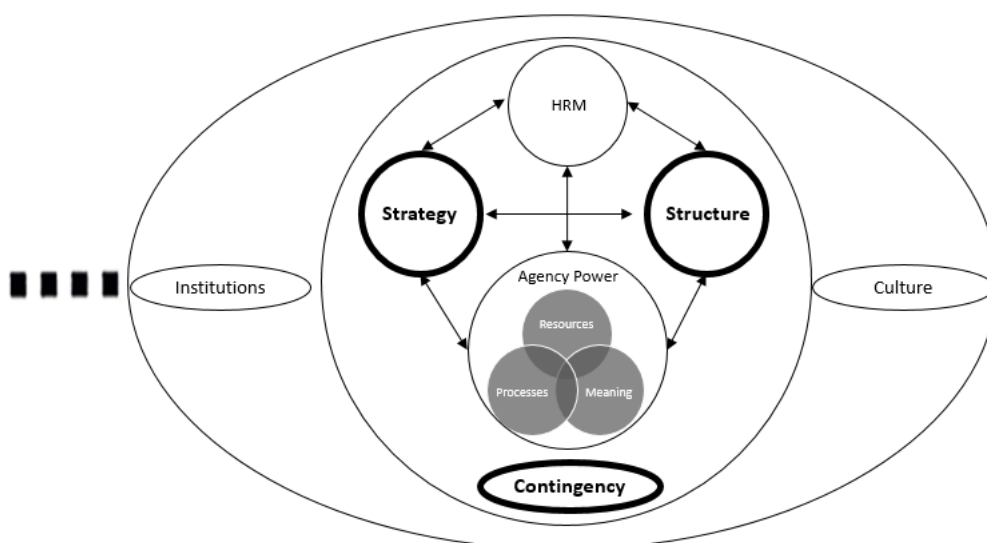 HRM
Strategy
Structure
Agency Power
Institutions
Culture
Resources
Processes
Meaning
Contingency